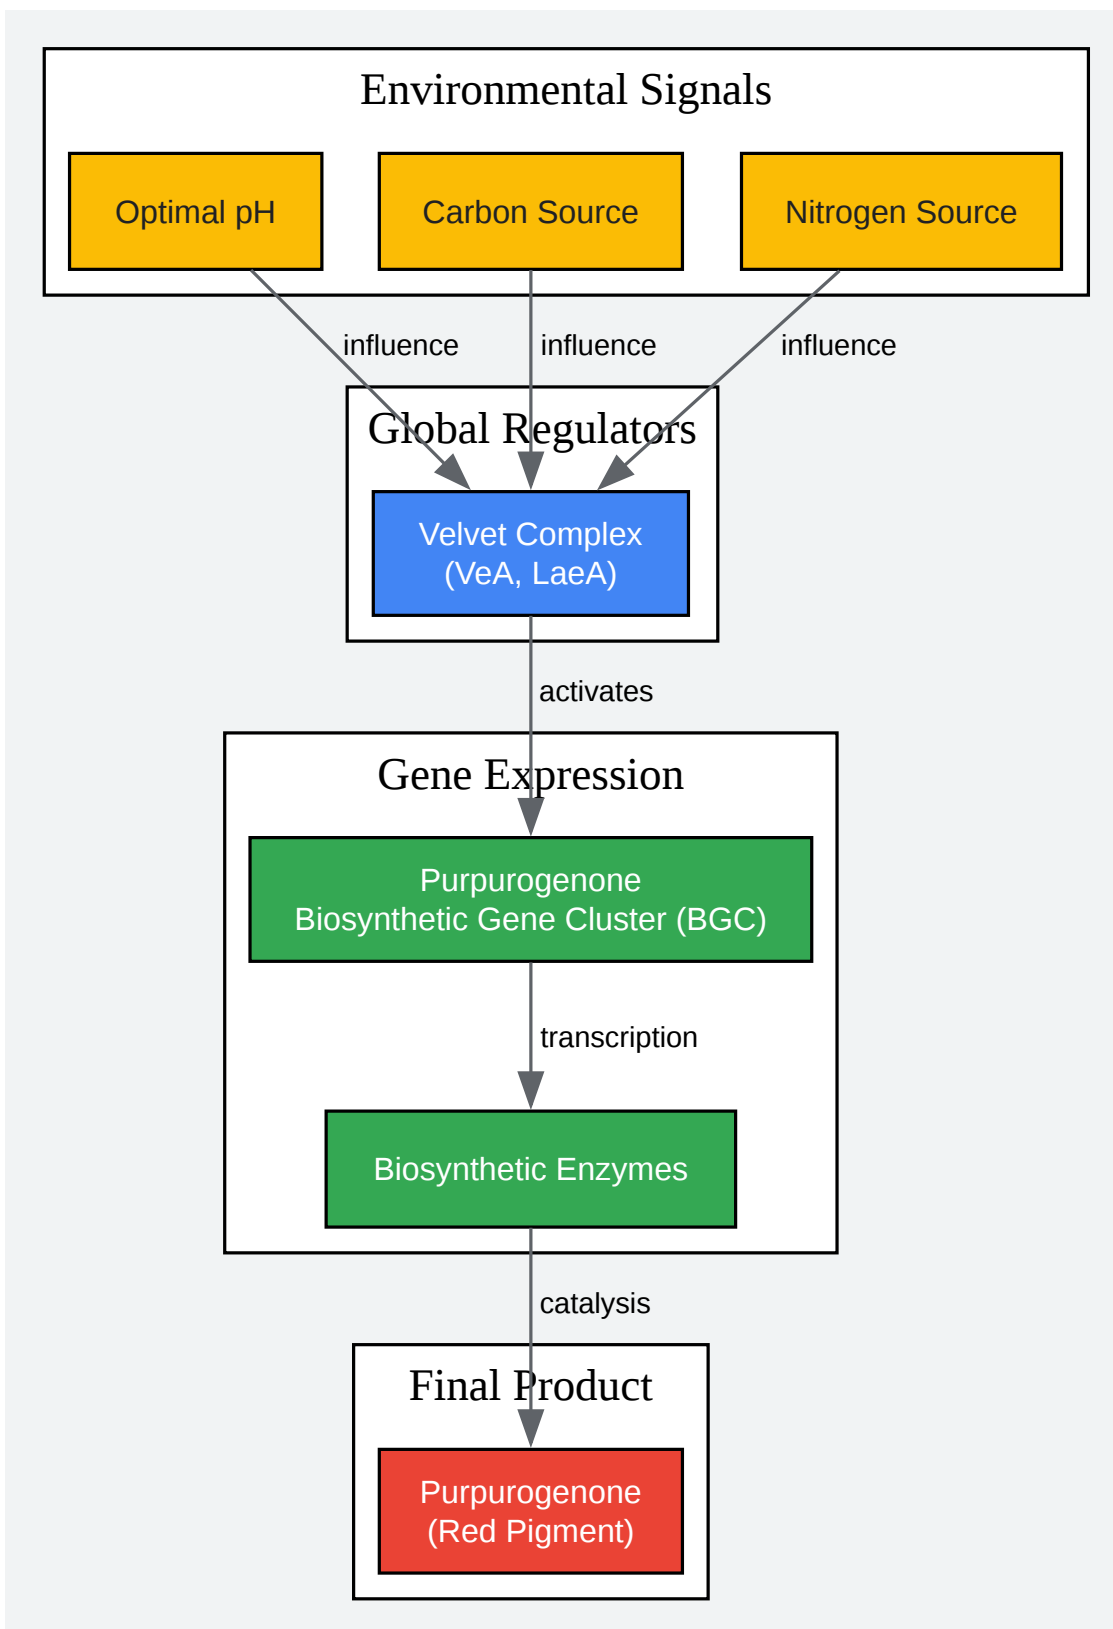 Environmental Signals
Optimal pH
Carbon Source
Nitrogen Source
influence
influence
influence
Global Regulators
Velvet Complex
(VeA, LaeA)
activates
Gene Expression
Purpurogenone
Biosynthetic Gene Cluster (BGC)
transcription
Biosynthetic Enzymes
catalysis
Final Product
Purpurogenone
(Red Pigment)